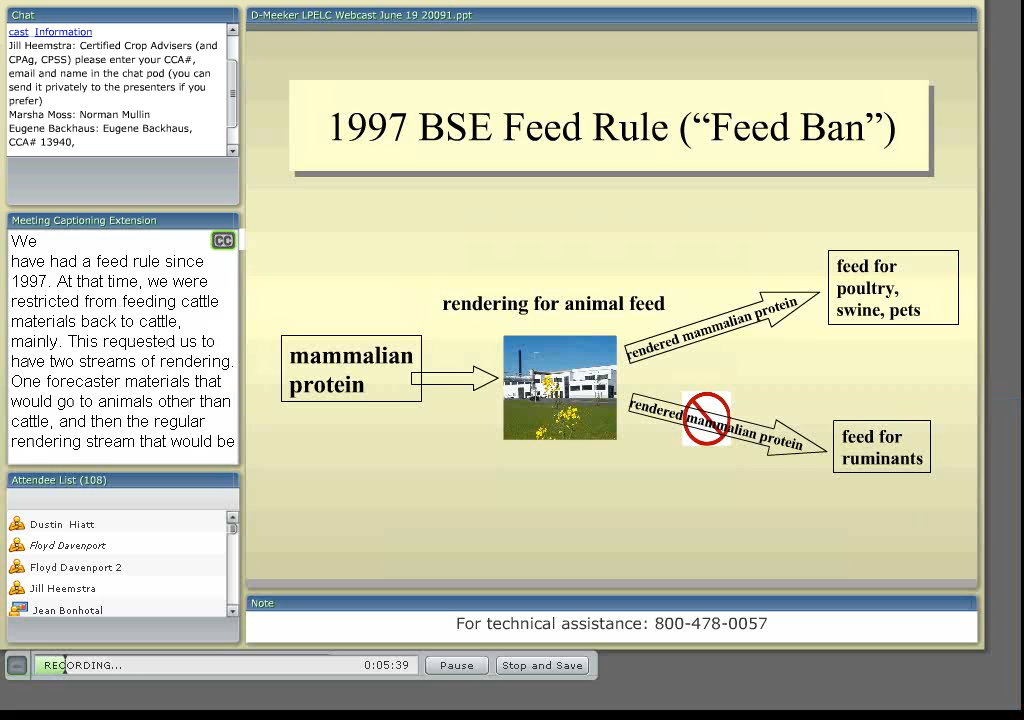 Chat
cast Information
Jill Heemstra: Certified Crop Advisers (and
CPAg, CPSS) please enter your CCA#,
email and name in the chat pod (you can
send it privately to the presenters if you
prefer)
Marsha Moss: Norman Mullin
Eugene Backhaus: Eugene Backhaus,
CCA# 13940,
Meeting Captioning Extension
CC
We
have had a feed rule since
1997. At that time, we were
restricted from feeding cattle
materials back to cattle,
mainly. This requested us to
have two streams of rendering.
One forecaster materials that
would go to animals other than
cattle, and then the regular
rendering stream that would be
Attendee List (108)
Dustin Hiatt
Floyd Davenport
Floyd Davenport 2
Jill Heemstra
Jean Bonhotal
D-Meeker LPELC Webcast June 19 20091.ppt
1997 BSE Feed Rule (“Feed Ban”)
rendering for animal feed
mammalian
protein
rendered mammalian protein
feed for
poultry,
swine, pets
rendered mammalian protein
feed for
ruminants
Note
For technical assistance: 800-478-0057
RECORDING...
0:05:39
Pause
Stop and Save